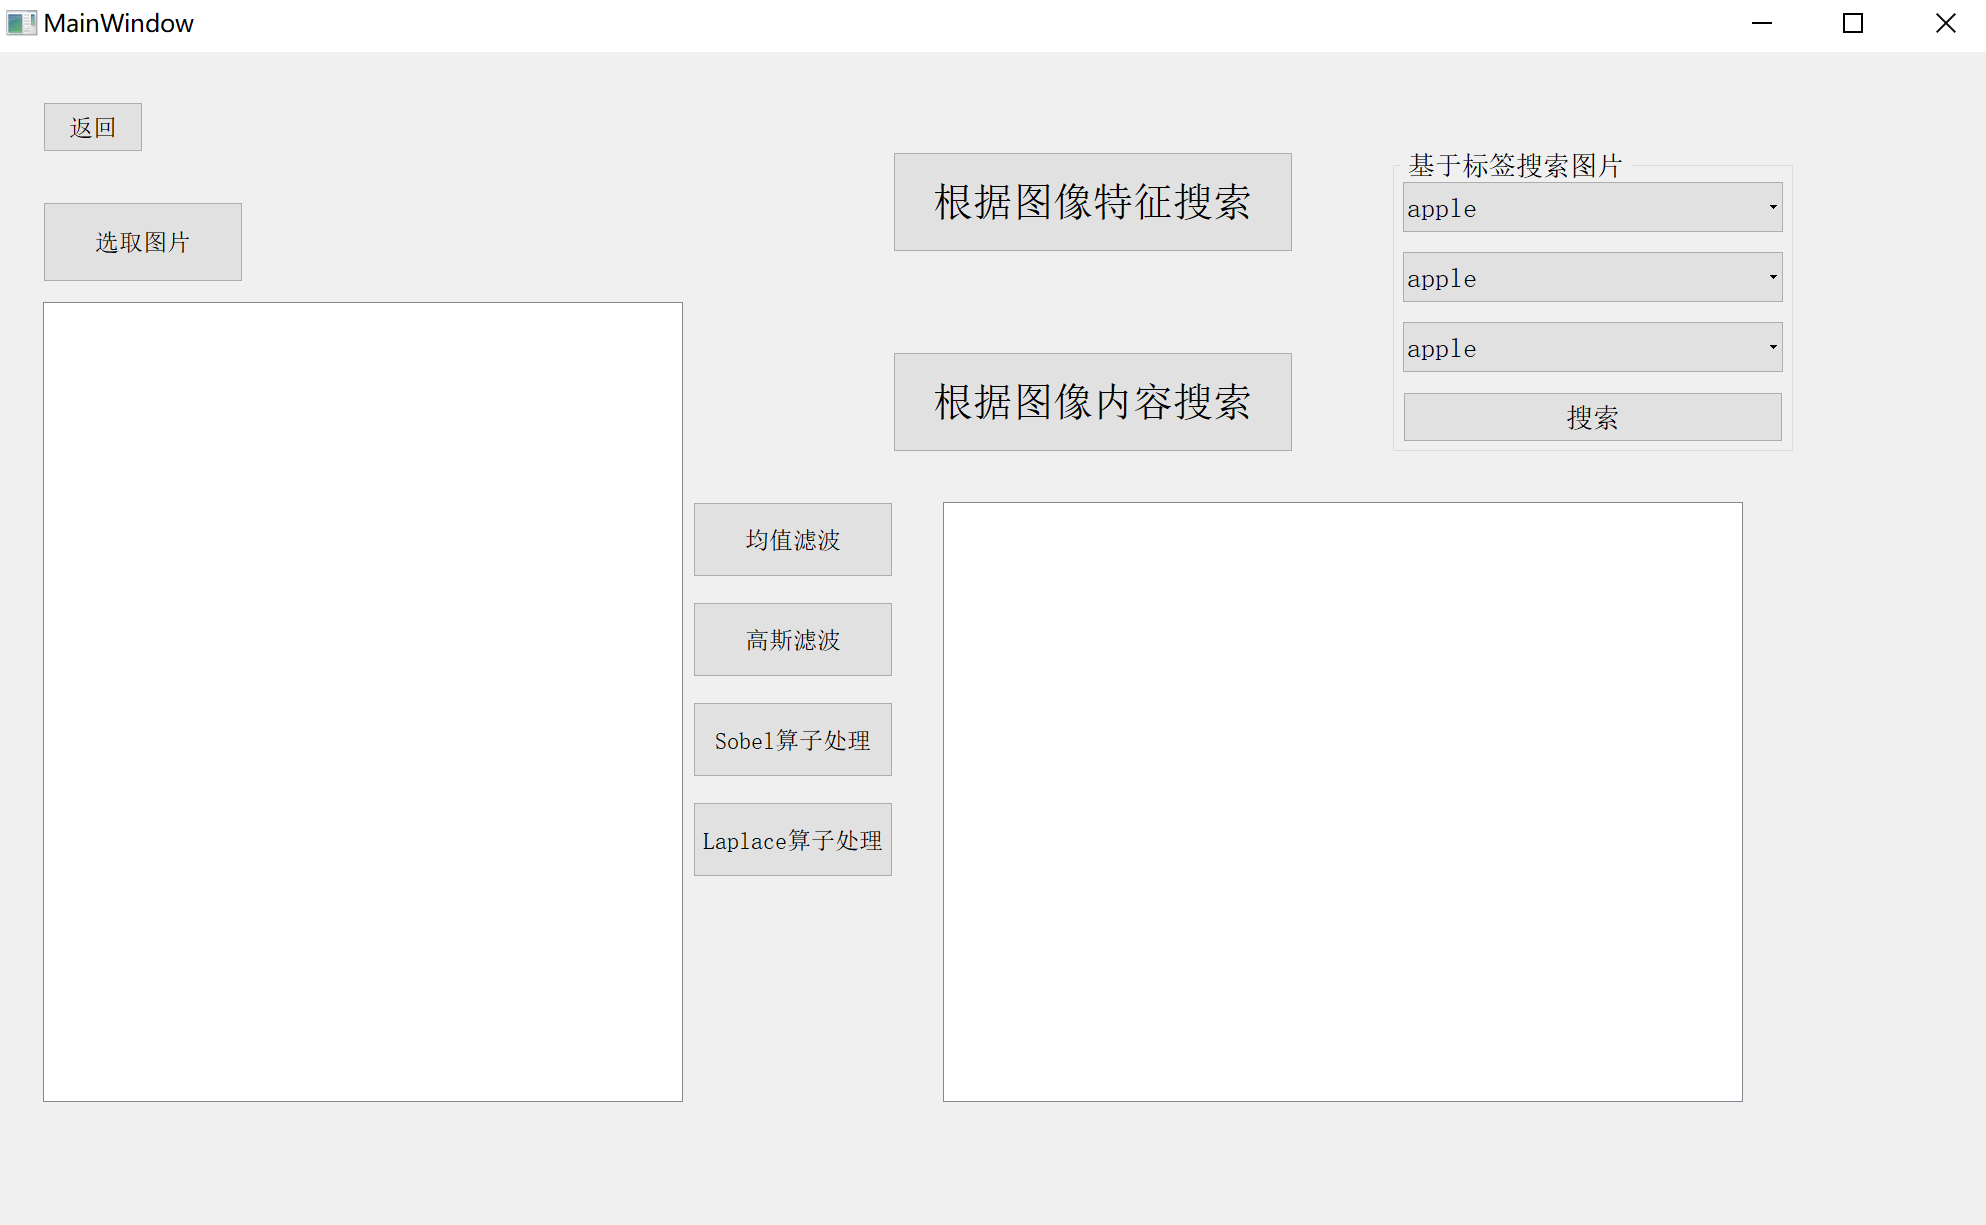 MainWindow
返回
选取图片
根据图像特征搜索
根据图像内容搜索
基于标签搜索图片
apple
apple
apple
搜索
均值滤波
高斯滤波
Sobel算子处理
Laplace算子处理